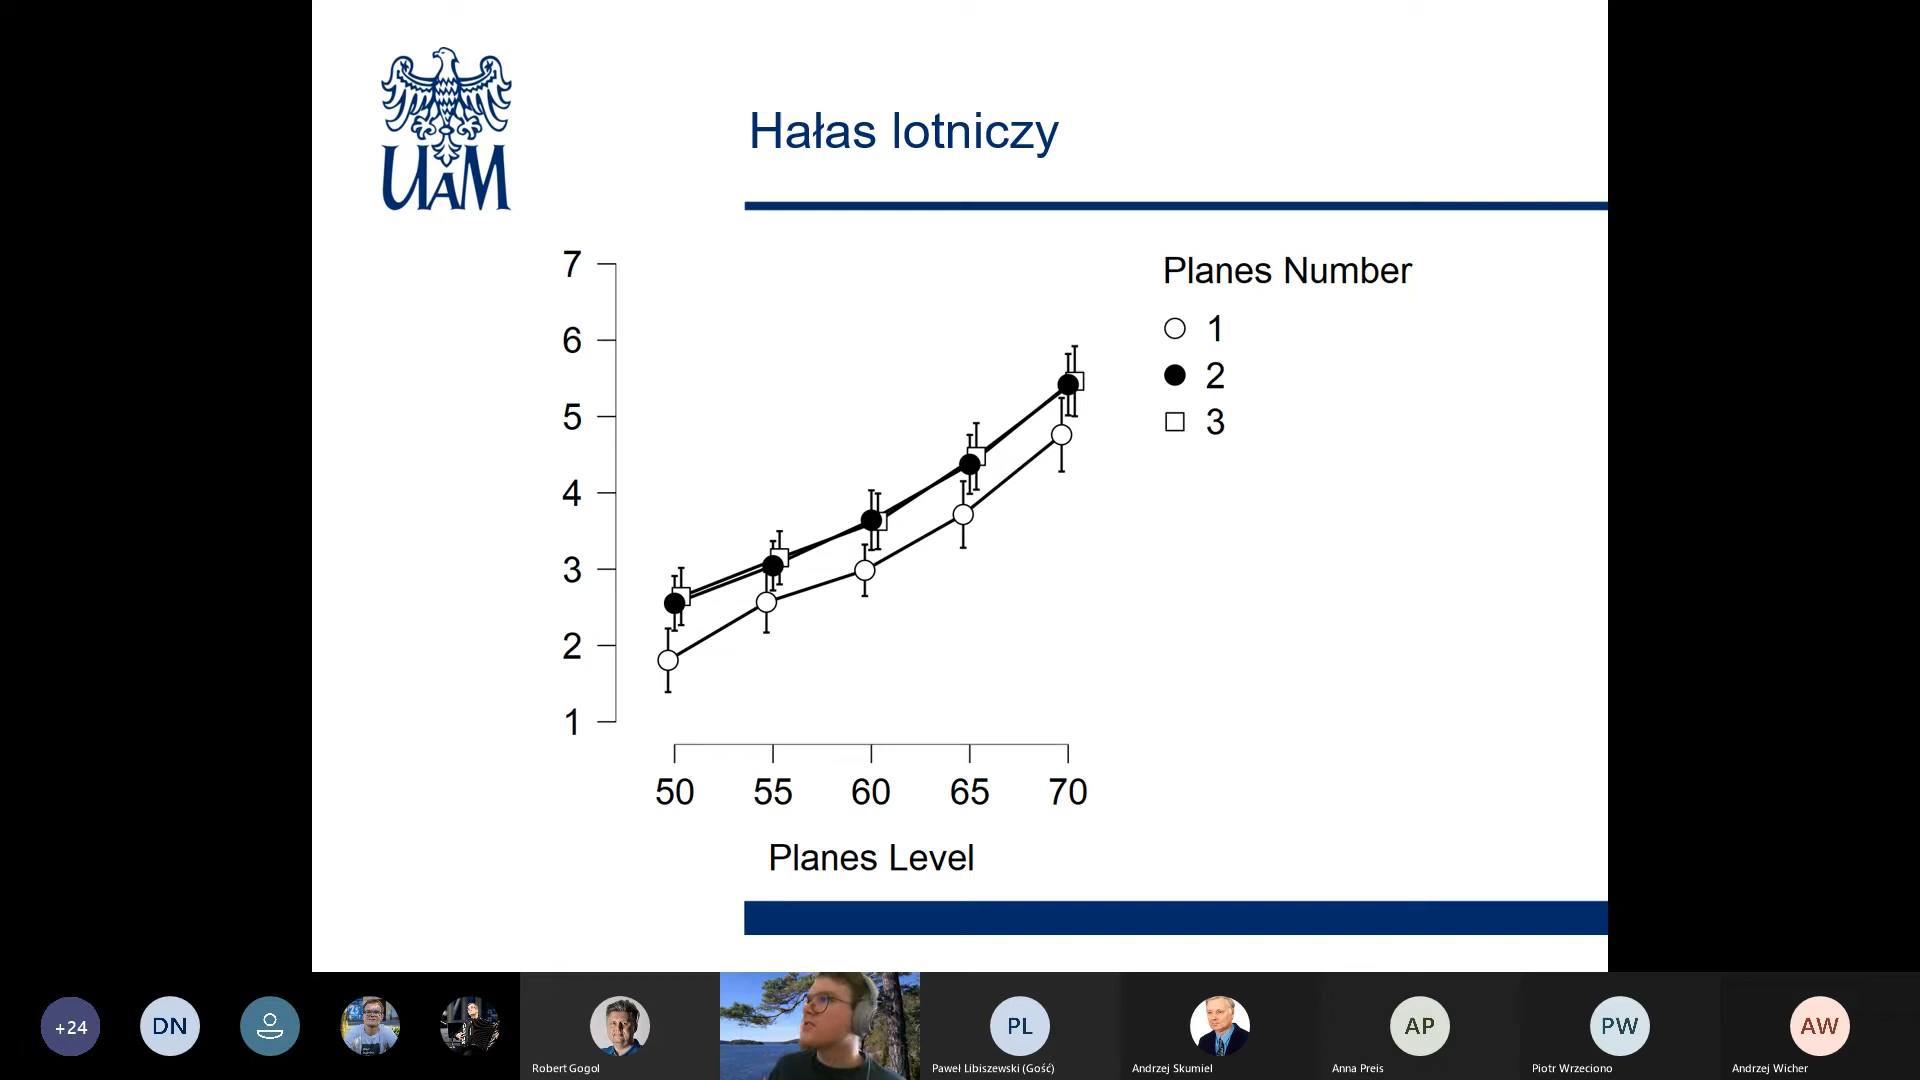 UAM
Hałas lotniczy
7
6
5
4
3
2
1
50 55 60 65 70
Planes Level
Planes Number
1
2
3
+24
DN
Robert Gogol
PL
Paweł Libiszewski (Gość)
Andrzej Skumiel
AP
Anna Preis
PW
Piotr Wrzeciono
AW
Andrzej Wicher